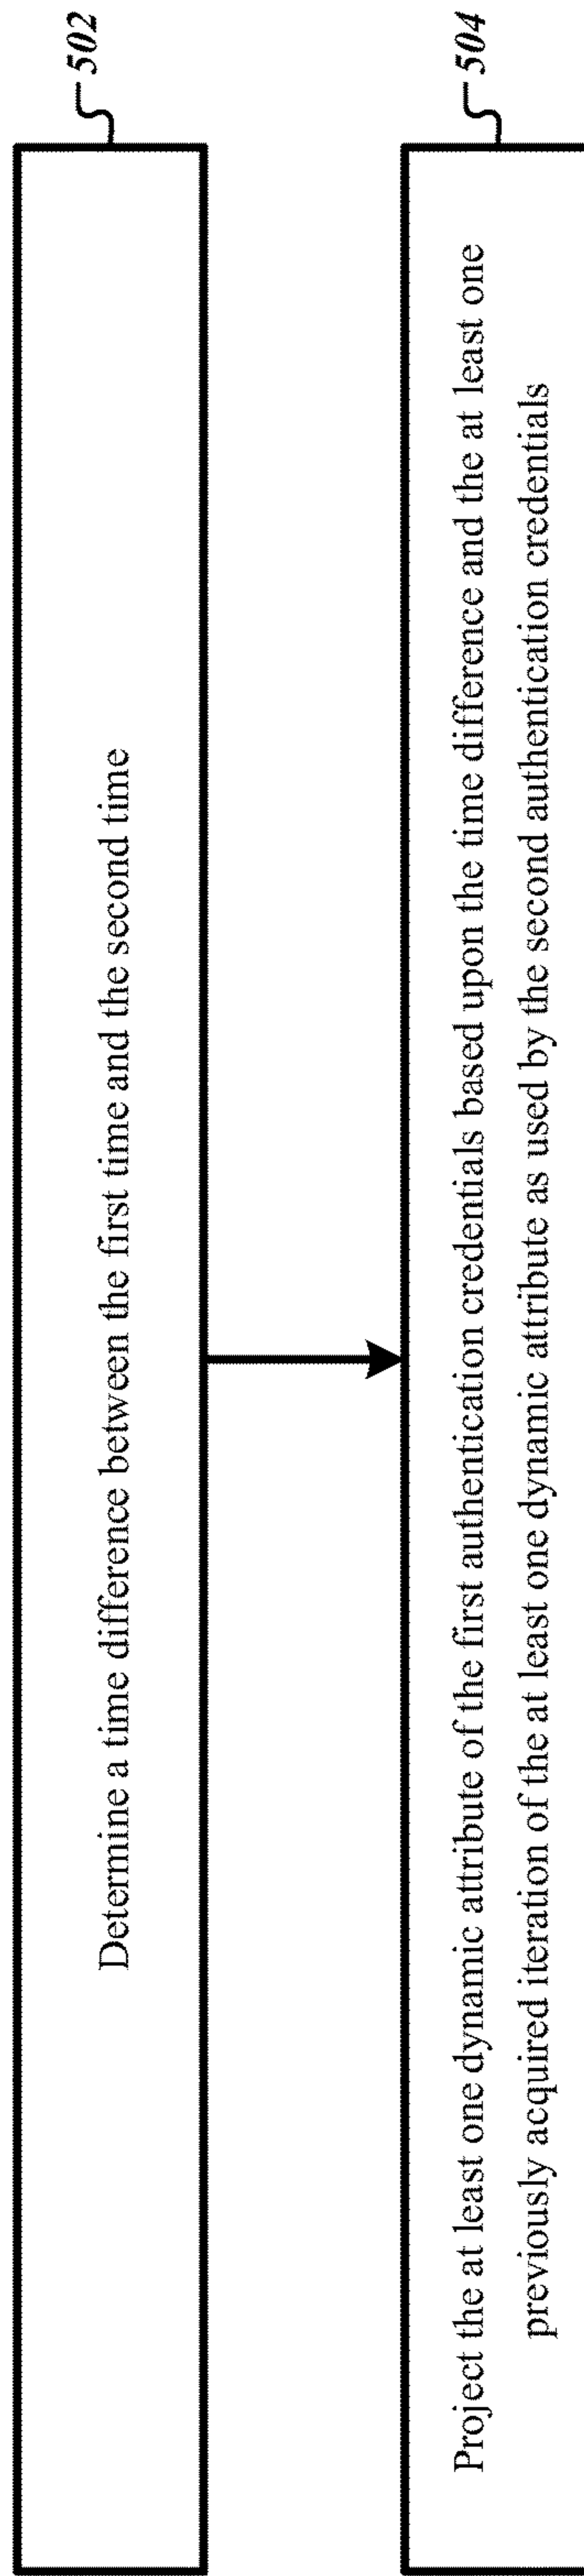 502
Determine a time difference between the first time and the second time
504
Project the at least one dynamic attribute of the first authentication credentials based upon the time difference and the at least one
previously acquired iteration of the at least one dynamic attribute as used by the second authentication credentials